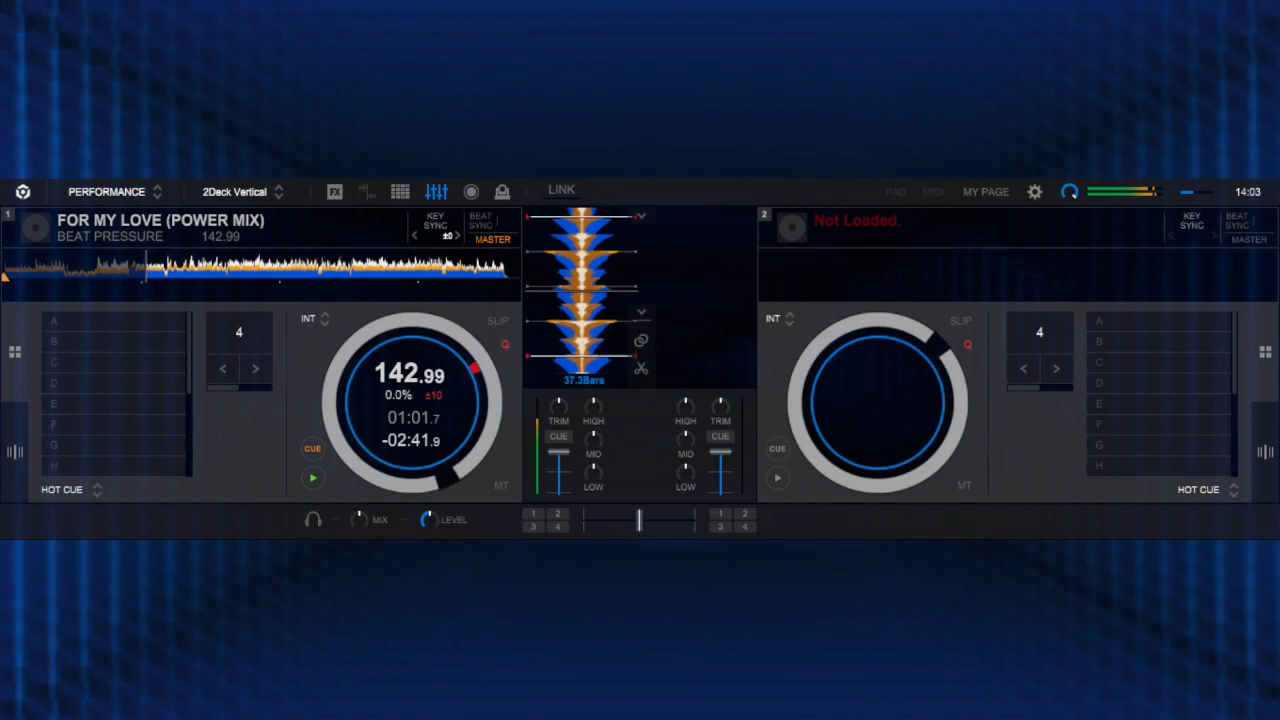 PERFORMANCE 2Deck Vertical FX LINK PAD MIDI MY PAGE 14:03
1 FOR MY LOVE (POWER MIX) KEY SYNC BEAT SYNC
BEAT PRESSURE 142.99 < ±0 > MASTER
2 Not Loaded. KEY SYNC BEAT SYNC
< > MASTER
INT SLIP
A
B
C
D
E
F
G
H
HOT CUE
4
< >
Q
142.99
0.0% ±10
01:01.7
-02:41.9
CUE
MT
37.3Bars
TRIM HIGH HIGH TRIM
CUE MID MID CUE
LOW LOW
INT SLIP
Q
CUE
MT
4
< >
A
B
C
D
E
F
G
H
HOT CUE
MIX LEVEL
1 2 1 2
3 4 3 4